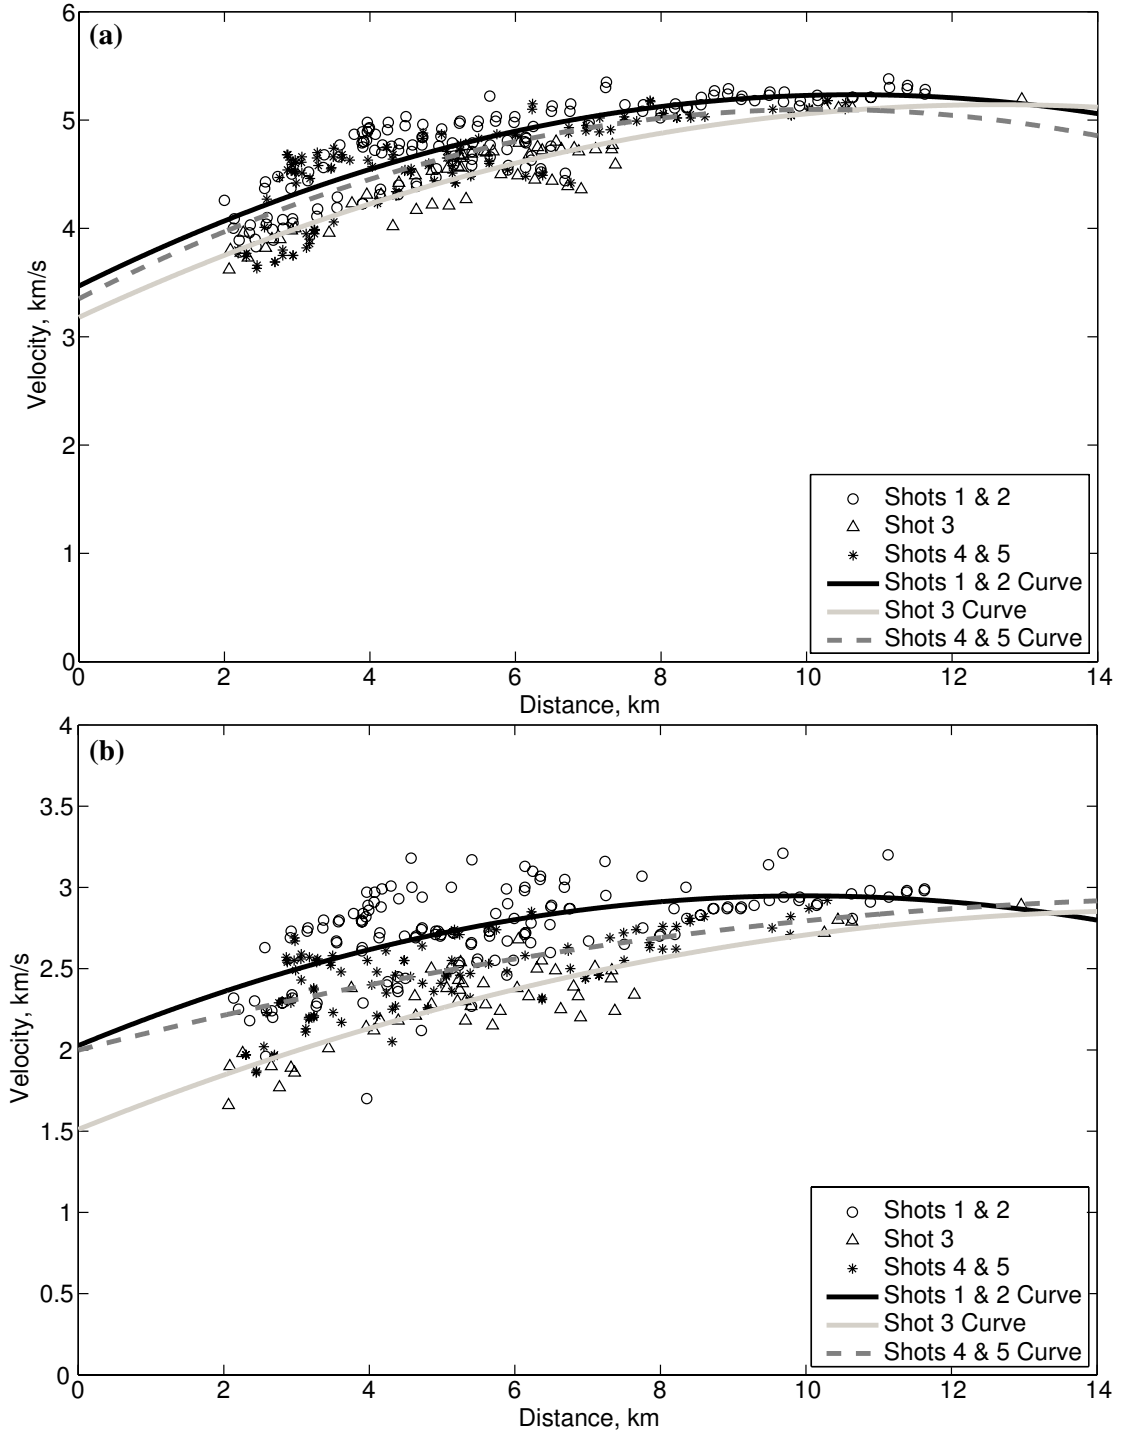 (a)
6
5
4
3
2
1
0
Velocity, km/s
Shots 1 & 2
Shot 3
Shots 4 & 5
Shots 1 & 2 Curve
Shot 3 Curve
Shots 4 & 5 Curve
0 2 4 6 8 10 12 14
Distance, km
(b)
4
3.5
3
2.5
2
1.5
1
0.5
0
Velocity, km/s
Shots 1 & 2
Shot 3
Shots 4 & 5
Shots 1 & 2 Curve
Shot 3 Curve
Shots 4 & 5 Curve
0 2 4 6 8 10 12 14
Distance, km